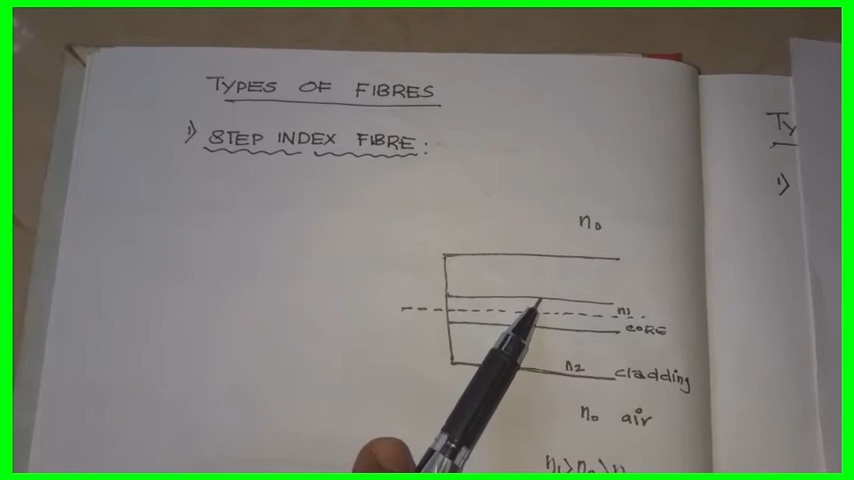 TYPES OF FIBRES
1) STEP INDEX FIBRE:
n0
n1
CORE
n2 cladding
n0 air
Ty
1)